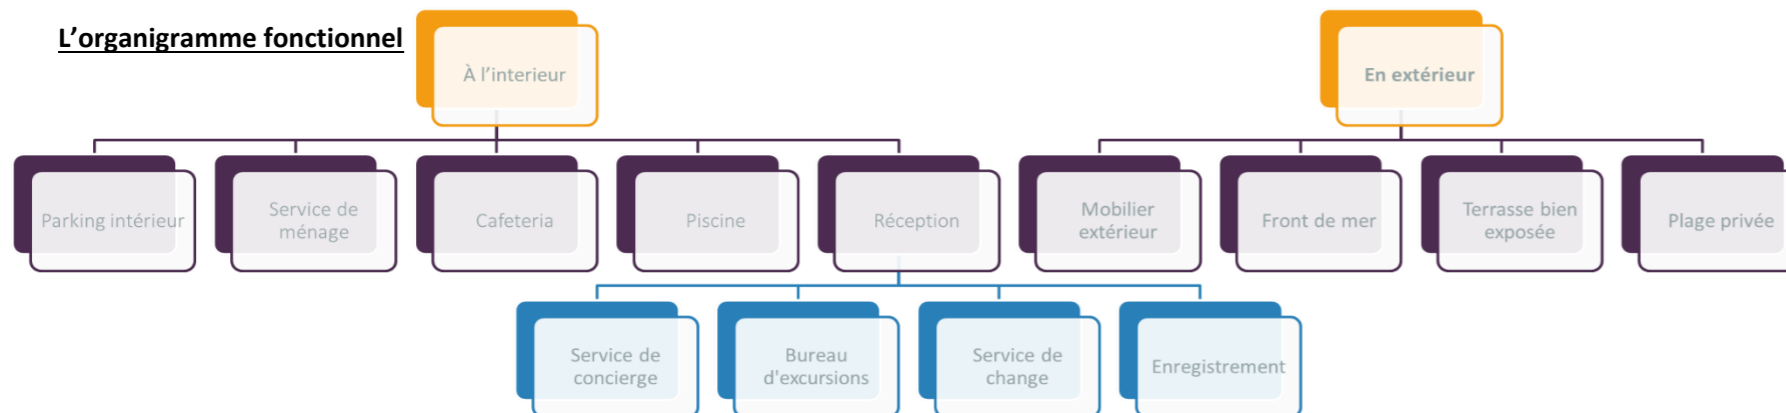 L'organigramme fonctionnel
À l'interieur
En extérieur
Parking intérieur
Service de
ménage
Cafeteria
Piscine
Réception
Mobilier
extérieur
Front de mer
Terrasse bien
exposée
Plage privée
Service de
concierge
Bureau
d'excursions
Service de
change
Enregistrement